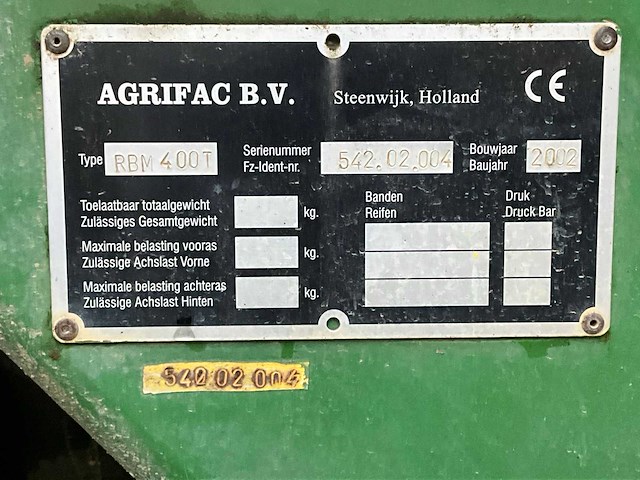 AGRIFAC B.V. Steenwijk, Holland CE
Type RBM 400T Serienummer 542.02.004 Bouwjaar 2002
Fz-Ident-nr. Baujahr
Toelaatbaar totaalgewicht kg. Banden Druk
Zulässiges Gesamtgewicht Reifen Druck Bar
Maximale belasting vooras kg.
Zulässige Achslast Vorne
Maximale belasting achteras kg.
Zulässige Achslast Hinten
540 02 004